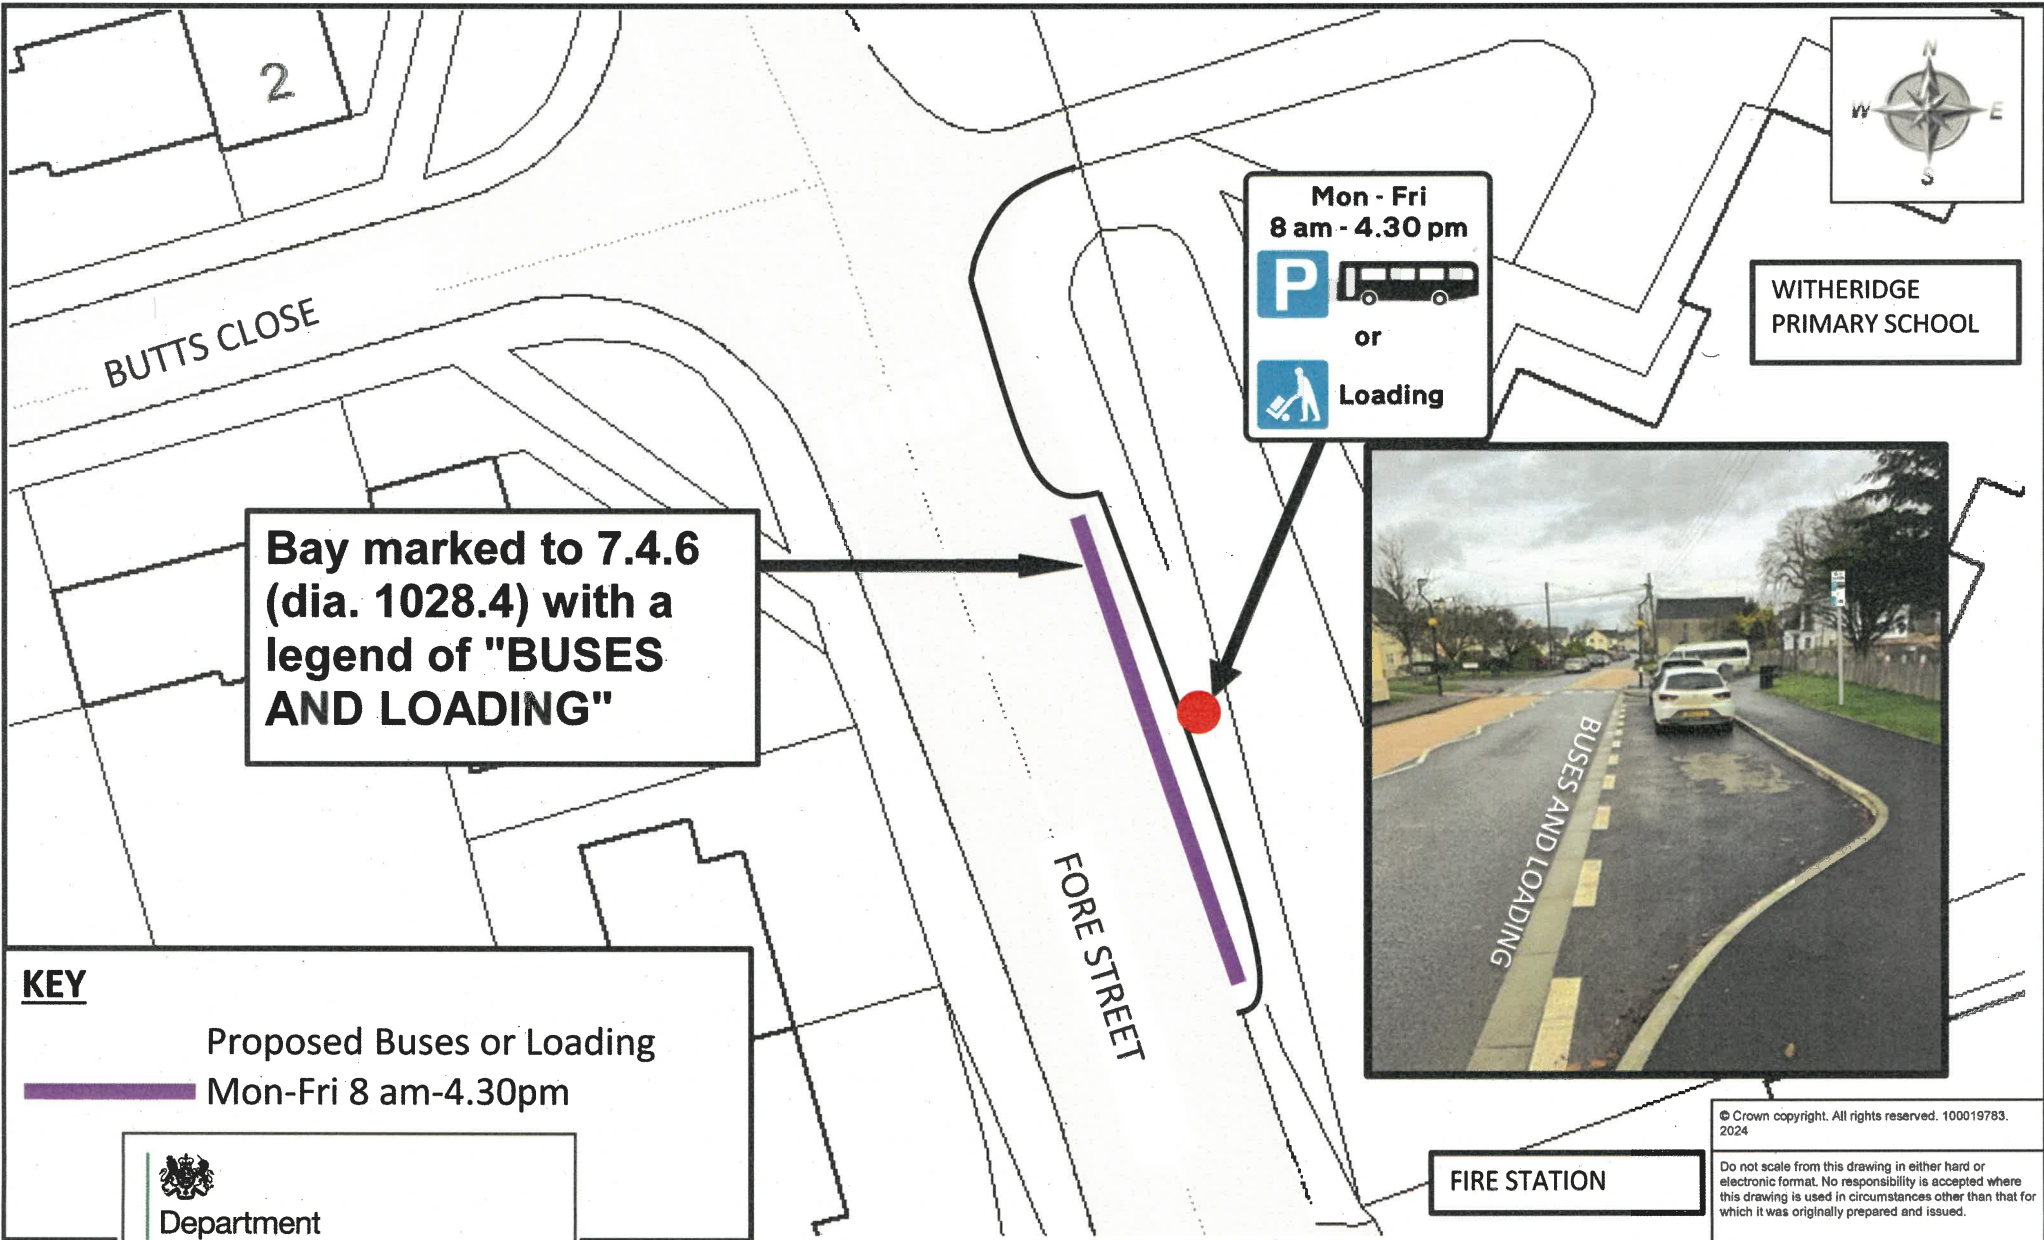 2
N
W E
S
Mon - Fri
8 am - 4.30 pm
P
or
Loading
WITHERIDGE
PRIMARY SCHOOL
BUTTS CLOSE
Bay marked to 7.4.6
(dia. 1028.4) with a
legend of "BUSES
AND LOADING"
BUSES AND LOADING
FORE STREET
KEY
Proposed Buses or Loading
Mon-Fri 8 am-4.30pm
Department
FIRE STATION
© Crown copyright. All rights reserved. 100019783.
2024
Do not scale from this drawing in either hard or
electronic format. No responsibility is accepted where
this drawing is used in circumstances other than that for
which it was originally prepared and issued.